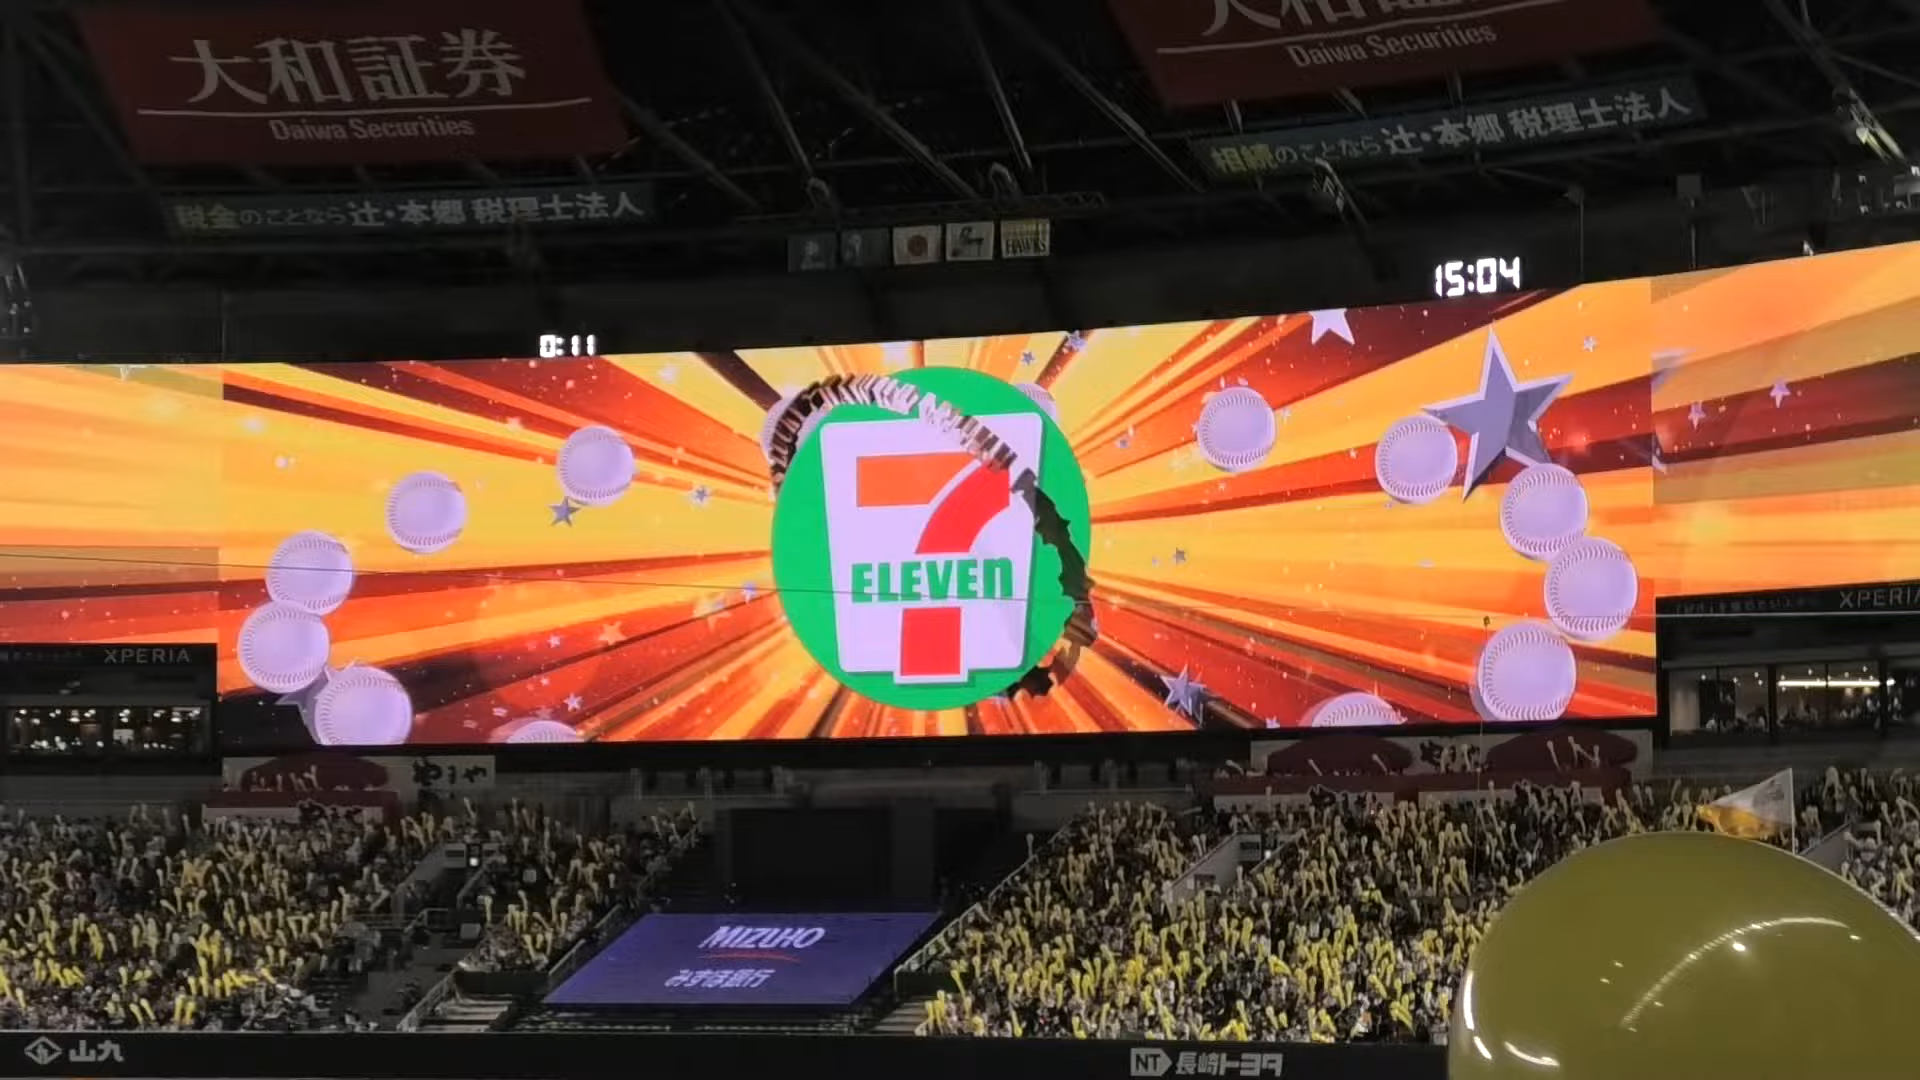 大和証券
Daiwa Securities
大和証券
Daiwa Securities
税金のことなら辻・本郷 税理士法人
相続のことなら辻・本郷 税理士法人
HAWKS
15:04
0:11
7
ELEVEn
XPERIA
XPERIA
MIZUHO
みずほ銀行
山九
NT 長崎トヨタ